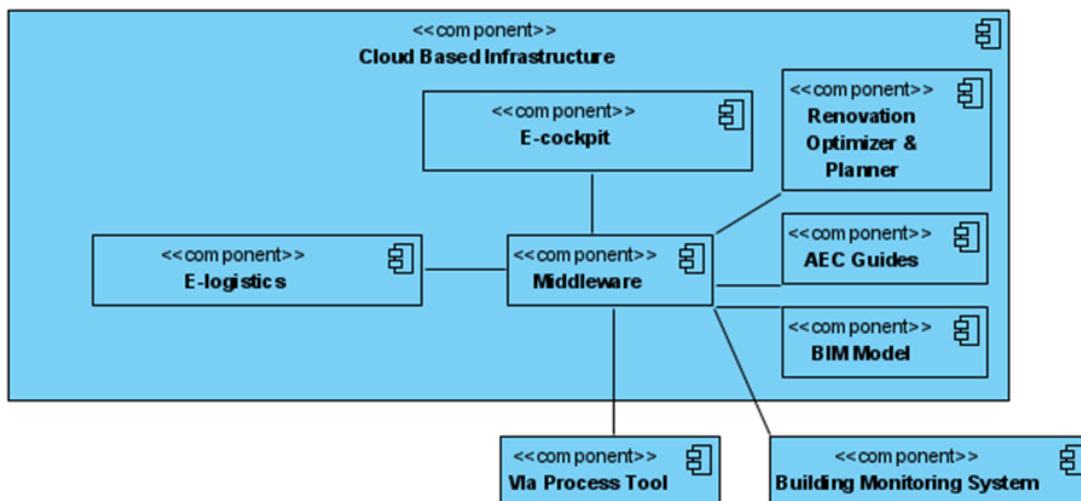 <<component>>
Cloud Based Infrastructure
<<component>>
E-cockpit
<<component>>
Renovation
Optimizer &
Planner
<<component>>
E-logistics
<<component>>
Middleware
<<component>>
AEC Guides
<<component>>
BIM Model
<<component>>
VIa Process Tool
<<component>>
Building Monitoring System